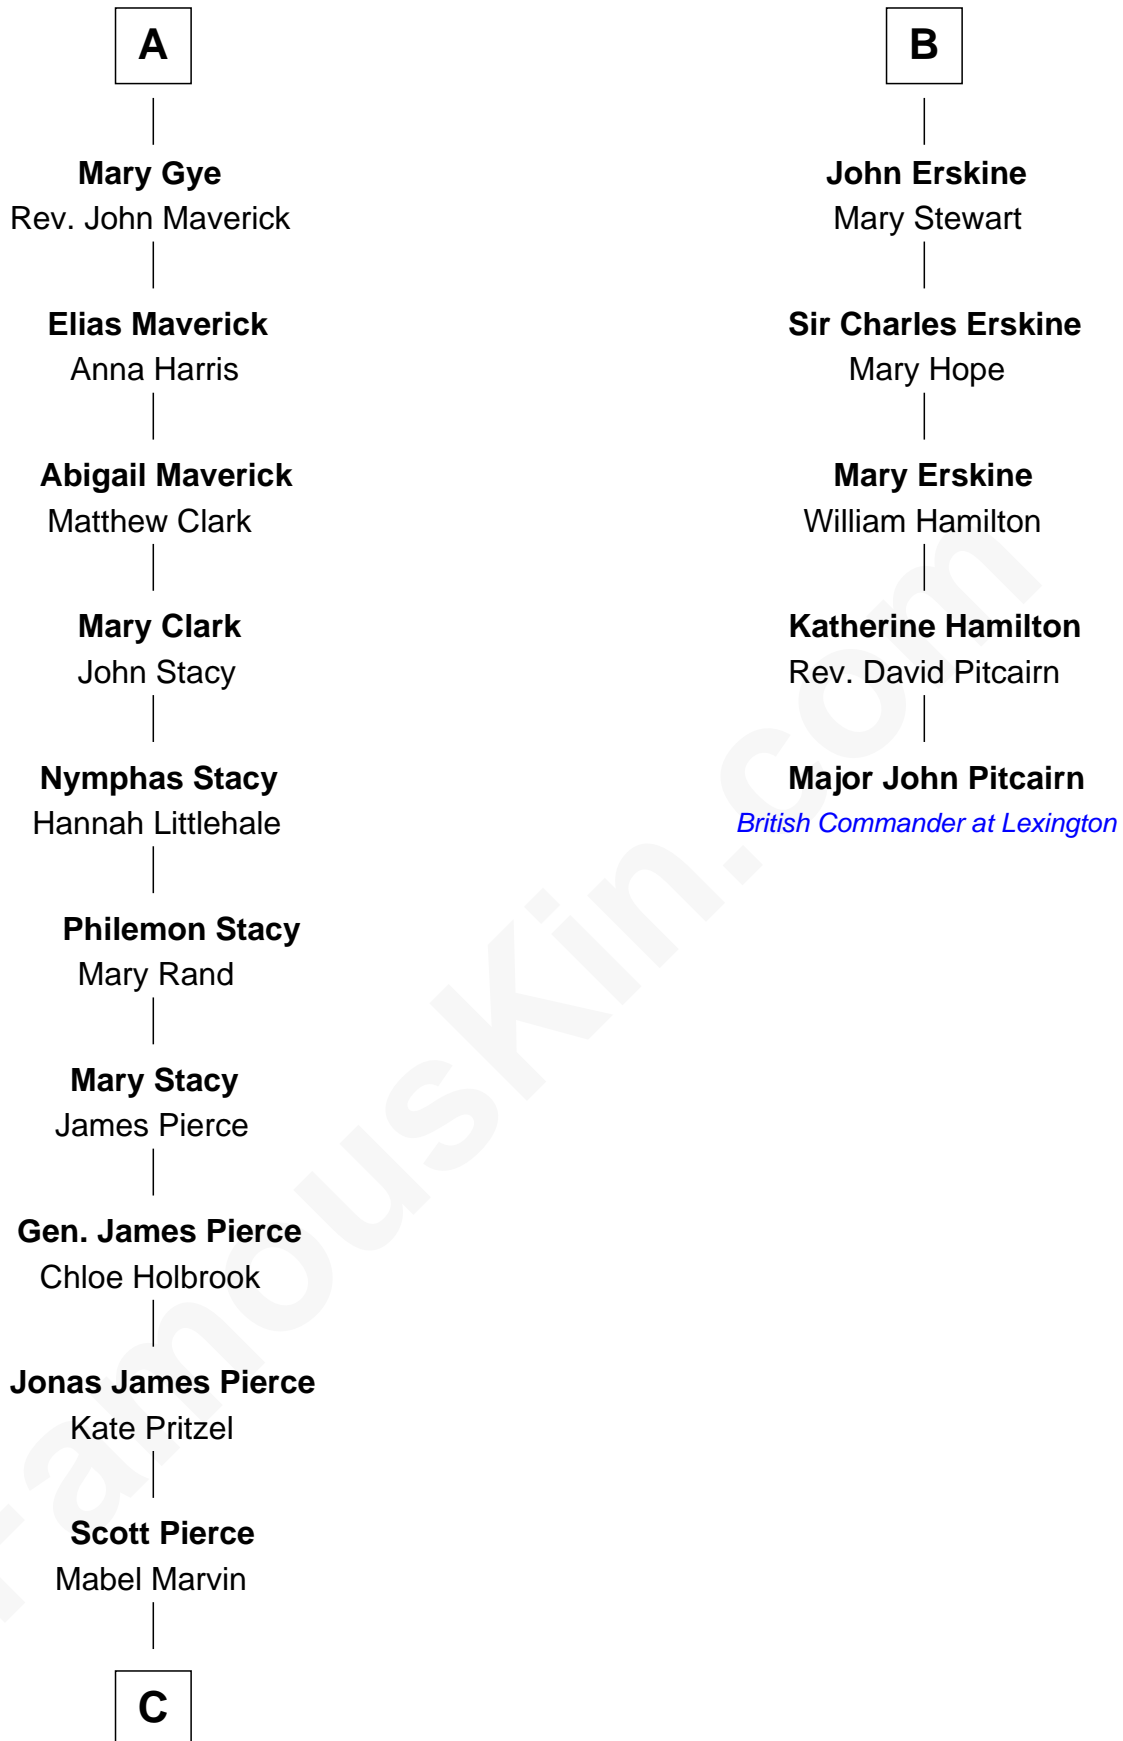 A
Mary Gye
Rev. John Maverick
Elias Maverick
Anna Harris
Abigail Maverick
Matthew Clark
Mary Clark
John Stacy
Nymphas Stacy
Hannah Littlehale
Philemon Stacy
Mary Rand
Mary Stacy
James Pierce
Gen. James Pierce
Chloe Holbrook
Jonas James Pierce
Kate Pritzel
Scott Pierce
Mabel Marvin
C
B
John Erskine
Mary Stewart
Sir Charles Erskine
Mary Hope
Mary Erskine
William Hamilton
Katherine Hamilton
Rev. David Pitcairn
Major John Pitcairn
British Commander at Lexington
FamousKin.com